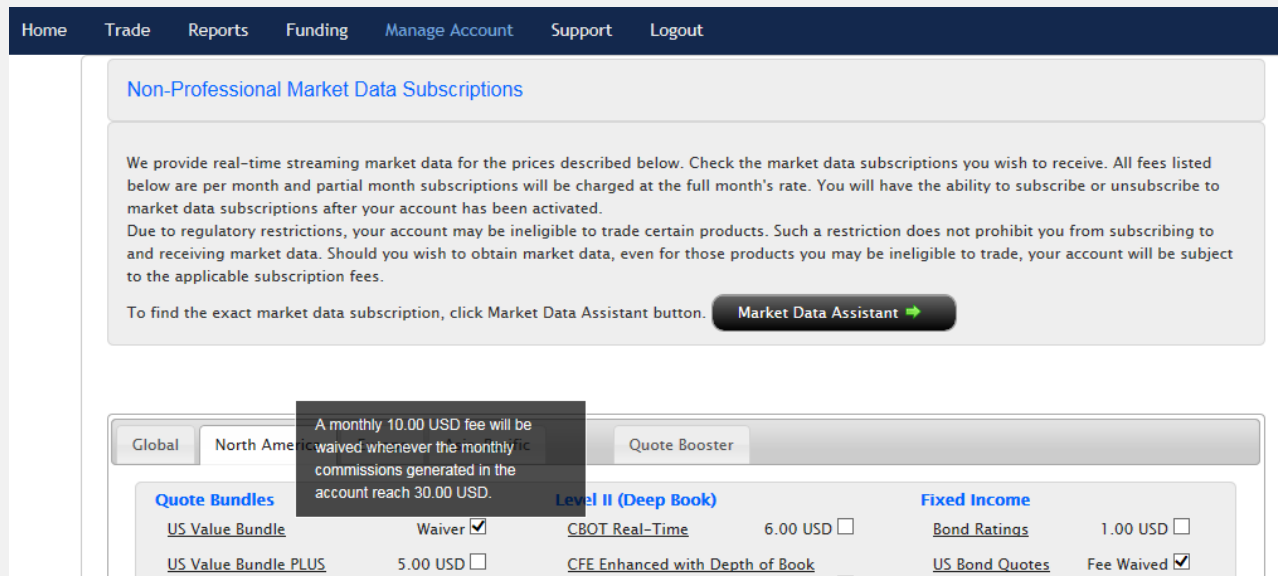 Home Trade Reports Funding Manage Account Support Logout
Non-Professional Market Data Subscriptions
We provide real-time streaming market data for the prices described below. Check the market data subscriptions you wish to receive. All fees listed
below are per month and partial month subscriptions will be charged at the full month's rate. You will have the ability to subscribe or unsubscribe to
market data subscriptions after your account has been activated.
Due to regulatory restrictions, your account may be ineligible to trade certain products. Such a restriction does not prohibit you from subscribing to
and receiving market data. Should you wish to obtain market data, even for those products you may be ineligible to trade, your account will be subject
to the applicable subscription fees.
To find the exact market data subscription, click Market Data Assistant button. Market Data Assistant
A monthly 10.00 USD fee will be
waived whenever the monthly
commissions generated in the
account reach 30.00 USD.
Global North America Quote Booster
Quote Bundles Level II (Deep Book) Fixed Income
US Value Bundle Waiver CBOT Real-Time 6.00 USD Bond Ratings 1.00 USD
US Value Bundle PLUS 5.00 USD CFE Enhanced with Depth of Book US Bond Quotes Fee Waived